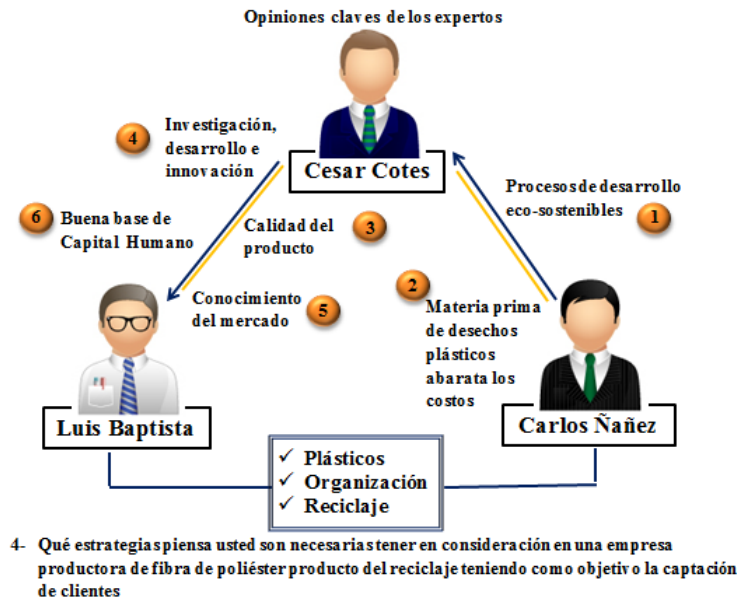 Opiniones claves de los expertos
4
Investigación,
desarrollo e
innovación
Cesar Cotes
Procesos de desarrollo
eco-sostenibles
1
6
Buena base de
Capital Humano
Calidad del
producto
3
2
Materia prima
de desechos
plásticos
abarata los
costos
Conocimiento
del mercado
5
Luis Baptista
Carlos Ñañez
✓ Plásticos
✓ Organización
✓ Reciclaje
4- Qué estrategias piensa usted son necesarias tener en consideración en una empresa
productora de fibra de poliéster producto del reciclaje teniendo como objetivo la captación
de clientes